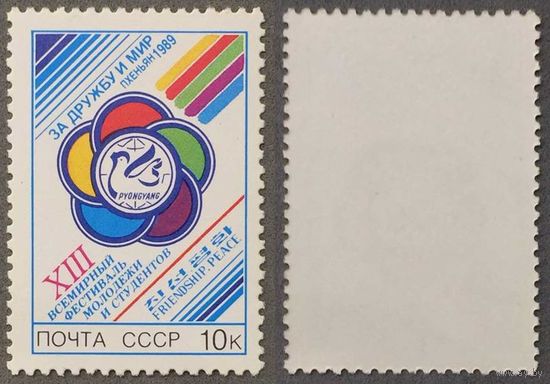 ЗА ДРУЖБУ И МИР
ПХЕНЬЯН 1989
PYONGYANG
XIII
ВСЕМИРНЫЙ
ФЕСТИВАЛЬ
МОЛОДЕЖИ
И СТУДЕНТОВ
친선 평화
FRIENDSHIP, PEACE
ПОЧТА СССР 10К